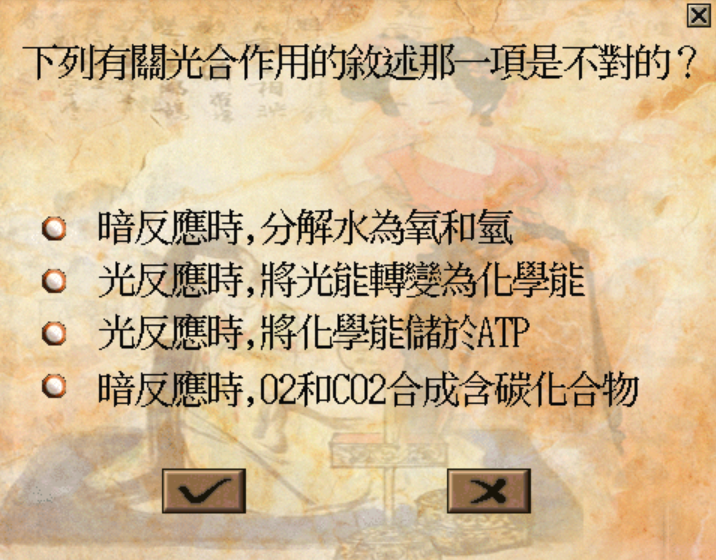 下列有關光合作用的敘述那一項是不對的？
暗反應時,分解水為氧和氫
光反應時,將光能轉變為化學能
光反應時,將化學能儲於ATP
暗反應時,O2和CO2合成含碳化合物